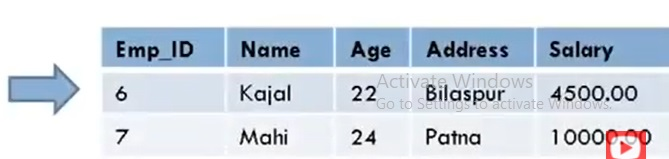 Emp_ID Name Age Address Salary
6 Kajal 22 Bilaspur 4500.00
Activate Windows
Go to Settings to activate Windows.
7 Mahi 24 Patna 10000.00